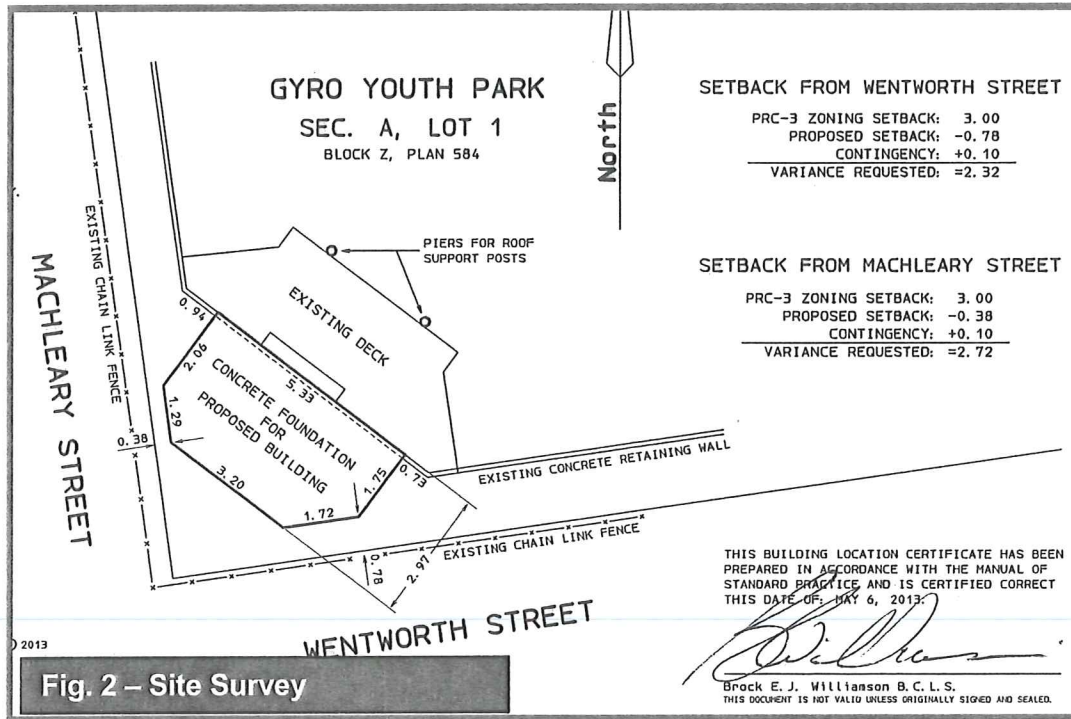 GYRO YOUTH PARK
SEC. A, LOT 1
BLOCK Z, PLAN 584
North
SETBACK FROM WENTWORTH STREET
PRC-3 ZONING SETBACK: 3.00
PROPOSED SETBACK: -0.78
CONTINGENCY: +0.10
VARIANCE REQUESTED: =2.32
SETBACK FROM MACHLEARY STREET
PRC-3 ZONING SETBACK: 3.00
PROPOSED SETBACK: -0.38
CONTINGENCY: +0.10
VARIANCE REQUESTED: =2.72
PIERS FOR ROOF
SUPPORT POSTS
EXISTING CHAIN LINK FENCE
MACHLEARY STREET
EXISTING DECK
0.94
2.06
5.33
CONCRETE FOUNDATION
FOR
PROPOSED BUILDING
1.29
0.38
3.20
1.72
1.75
0.73
EXISTING CONCRETE RETAINING WALL
EXISTING CHAIN LINK FENCE
0.78
2.97
WENTWORTH STREET
THIS BUILDING LOCATION CERTIFICATE HAS BEEN
PREPARED IN ACCORDANCE WITH THE MANUAL OF
STANDARD PRACTICE AND IS CERTIFIED CORRECT
THIS DATE OF: MAY 6, 2013.
Brock E. J. Williamson B.C.L.S.
THIS DOCUMENT IS NOT VALID UNLESS ORIGINALLY SIGNED AND SEALED.
2013
Fig. 2 – Site Survey